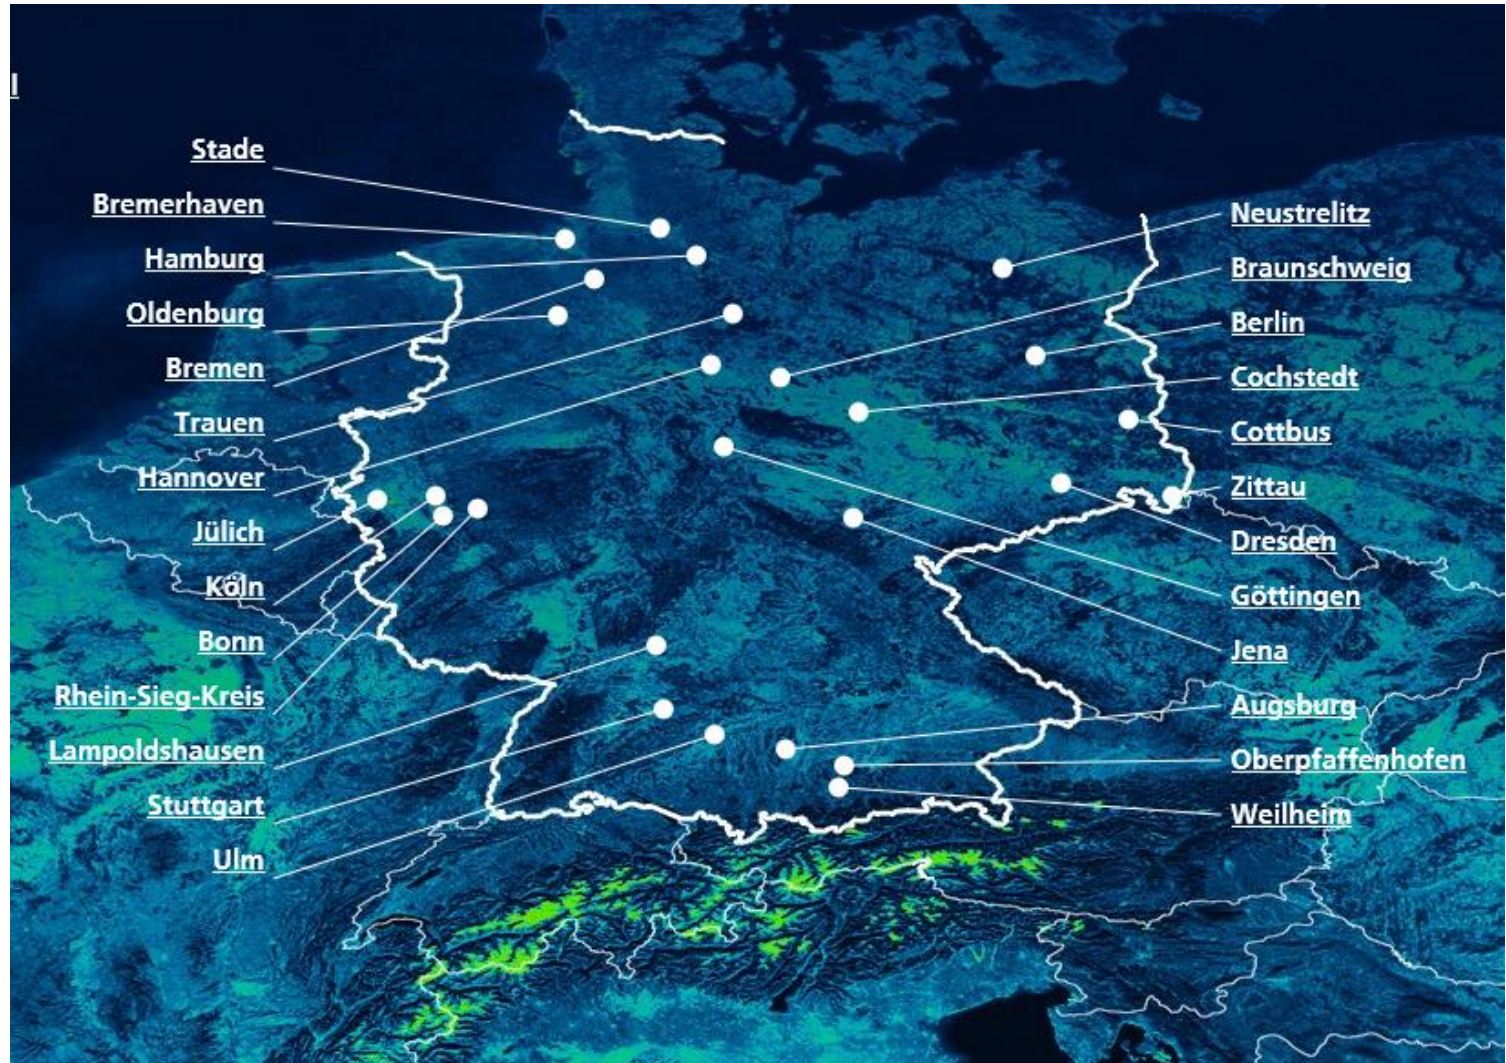 Stade
Bremerhaven
Hamburg
Oldenburg
Bremen
Trauen
Hannover
Jülich
Köln
Bonn
Rhein-Sieg-Kreis
Lampoldshausen
Stuttgart
Ulm
Neustrelitz
Braunschweig
Berlin
Cochstedt
Cottbus
Zittau
Dresden
Göttingen
Jena
Augsburg
Oberpfaffenhofen
Weilheim